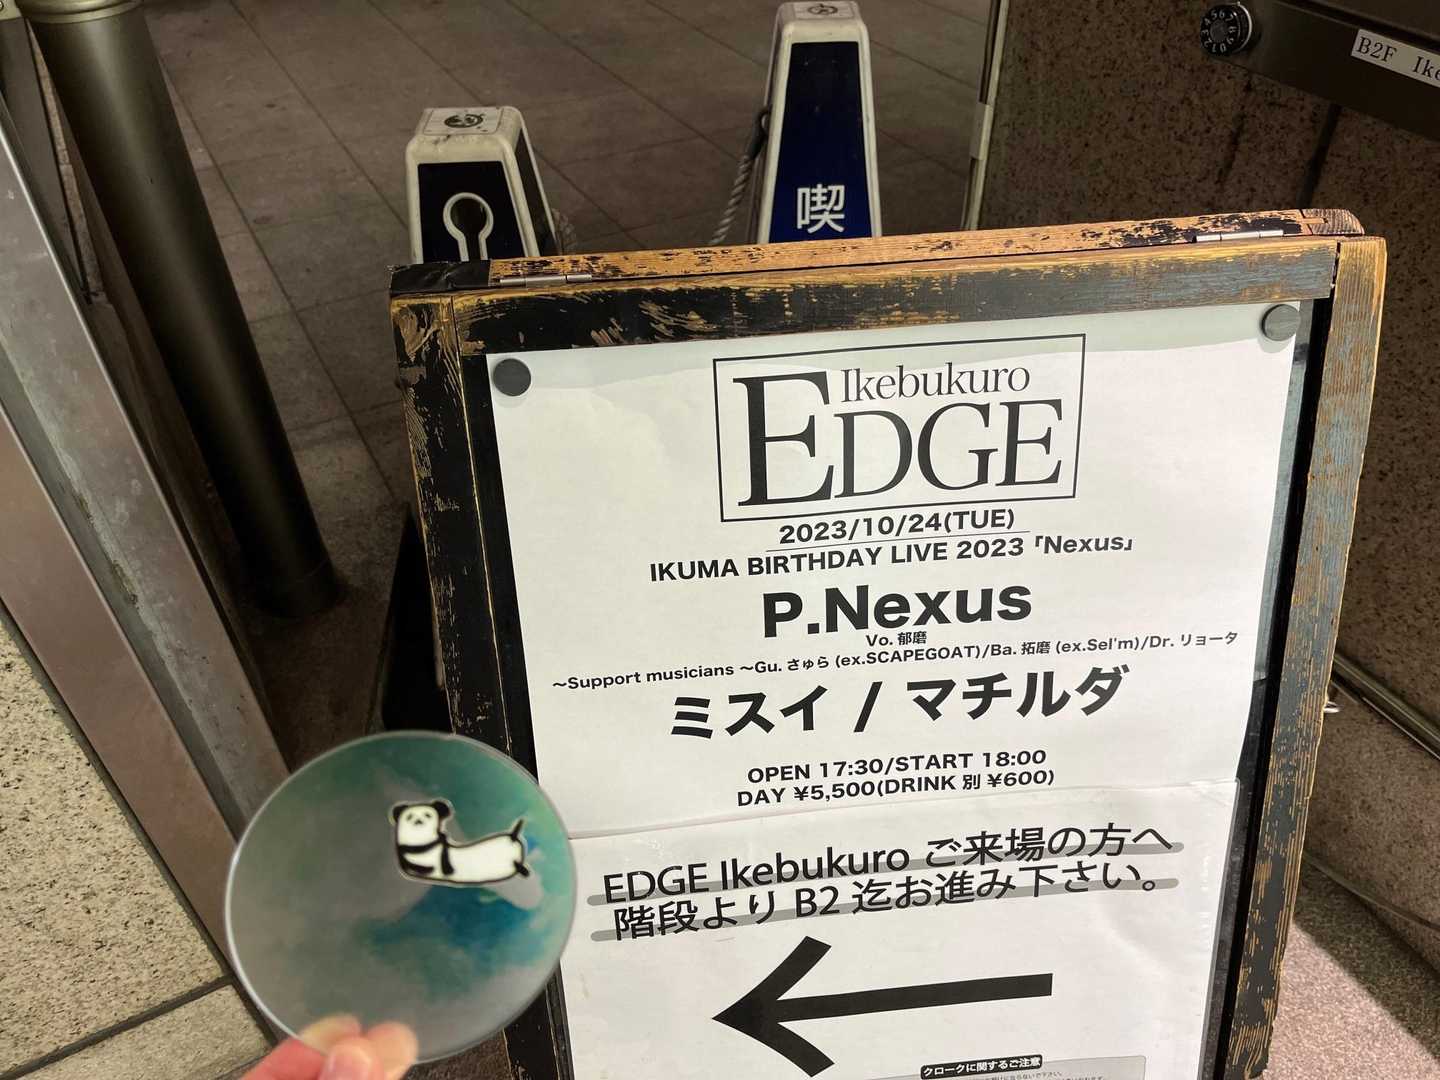 B2F Ike
喫
Ikebukuro
EDGE
2023/10/24(TUE)
IKUMA BIRTHDAY LIVE 2023「Nexus」
P.Nexus
Vo. 郁磨
～Support musicians ～Gu. さゅら (ex.SCAPEGOAT)/Ba. 拓磨 (ex.Sel'm)/Dr. リョータ
ミスイ / マチルダ
OPEN 17:30/START 18:00
DAY ¥5,500(DRINK 別 ¥600)
EDGE Ikebukuro ご来場の方へ
階段より B2 迄お進み下さい。
クロークに関するご注意